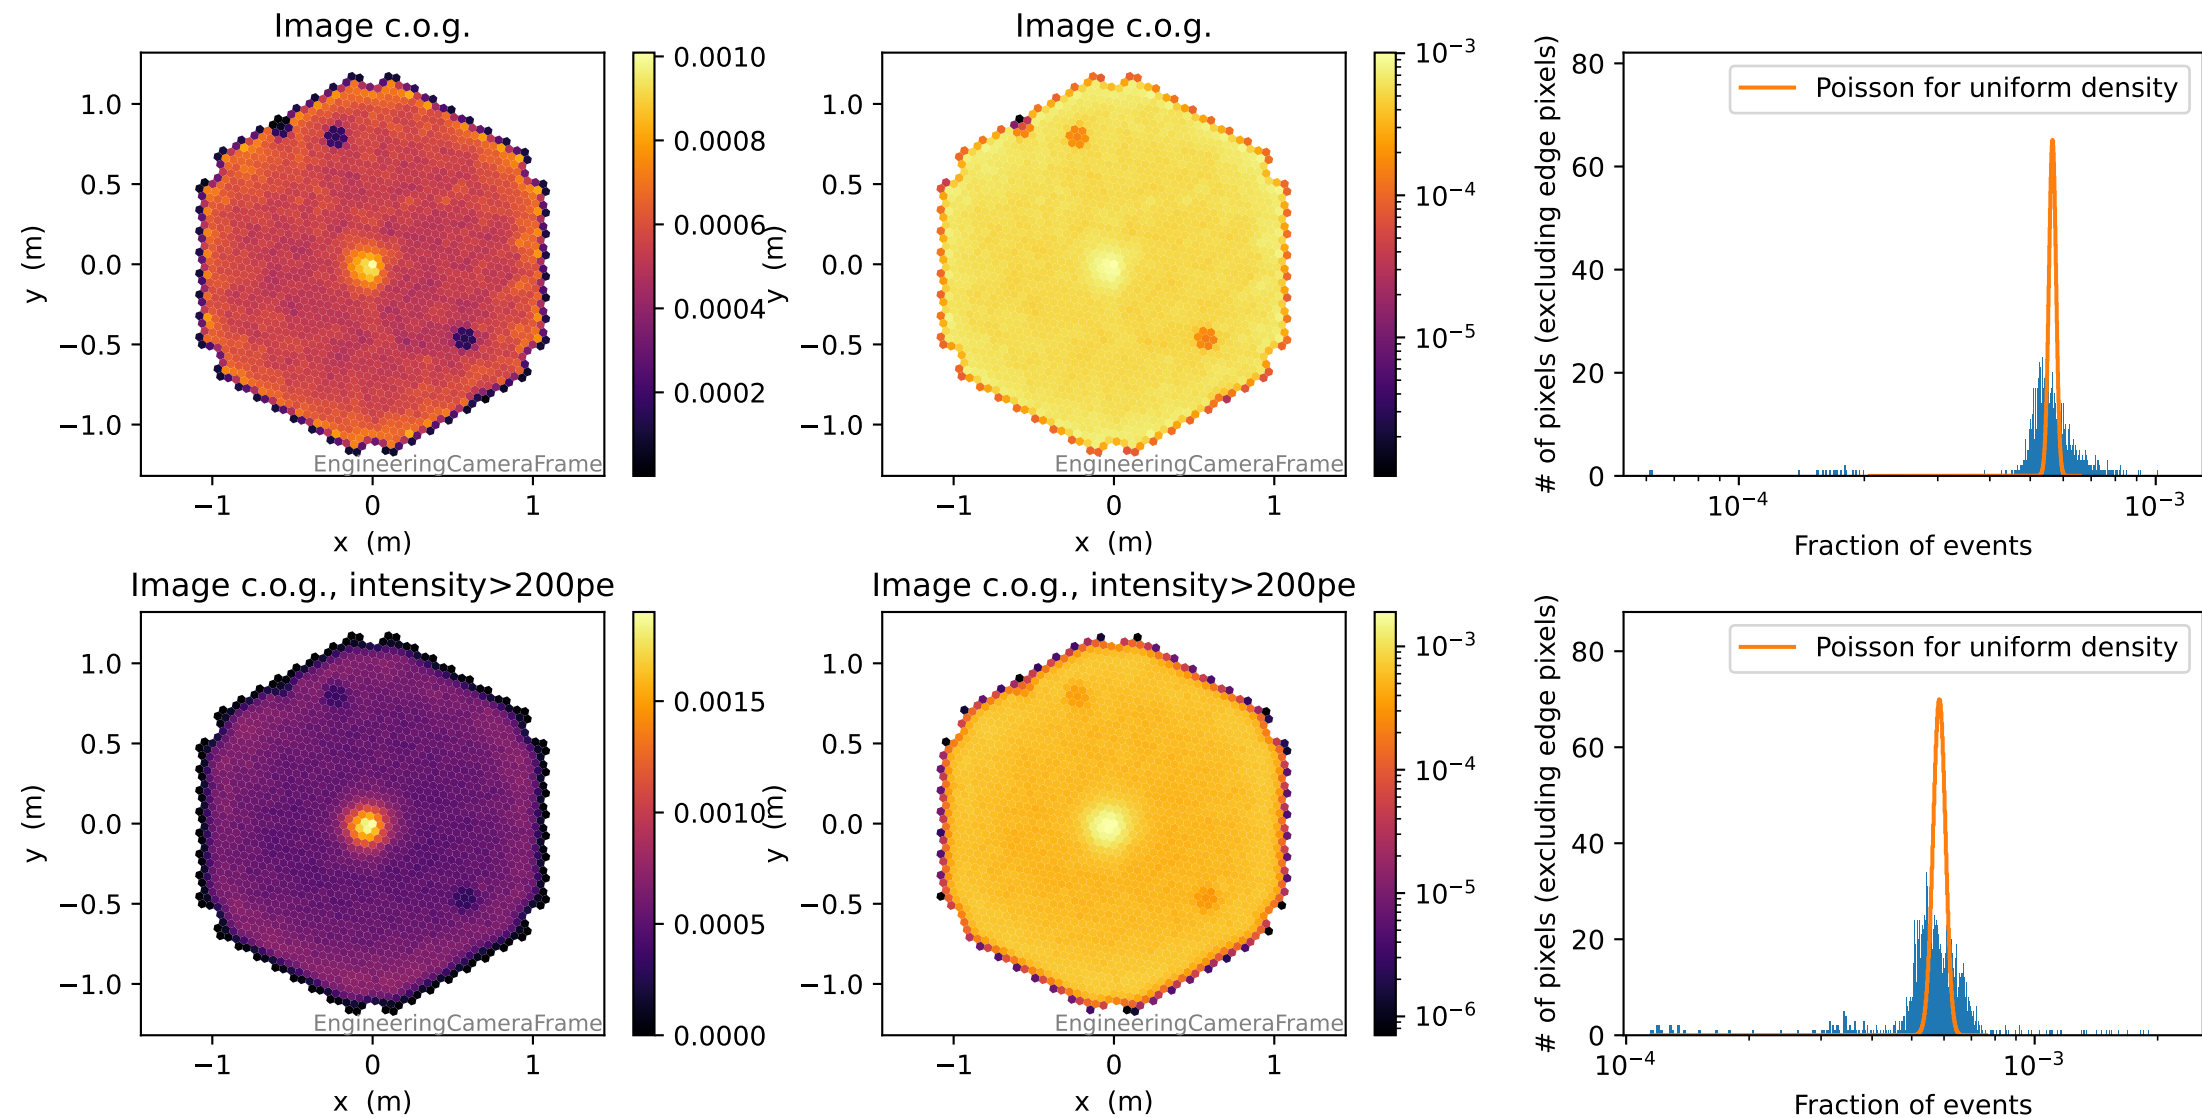 Image c.o.g.
1.0
0.5
0.0
−0.5
−1.0
y (m)
−1
0
1
x (m)
EngineeringCameraFrame
0.0010
0.0008
0.0006
0.0004
0.0002
Image c.o.g.
1.0
0.5
0.0
−0.5
−1.0
y (m)
−1
0
1
x (m)
EngineeringCameraFrame
10⁻³
10⁻⁴
10⁻⁵
# of pixels (excluding edge pixels)
80
60
40
20
0
Poisson for uniform density
10⁻⁴
10⁻³
Fraction of events
Image c.o.g., intensity>200pe
1.0
0.5
0.0
−0.5
−1.0
y (m)
−1
0
1
x (m)
EngineeringCameraFrame
0.0015
0.0010
0.0005
0.0000
Image c.o.g., intensity>200pe
1.0
0.5
0.0
−0.5
−1.0
y (m)
−1
0
1
x (m)
EngineeringCameraFrame
10⁻³
10⁻⁴
10⁻⁵
10⁻⁶
# of pixels (excluding edge pixels)
80
60
40
20
0
Poisson for uniform density
10⁻⁴
10⁻³
Fraction of events